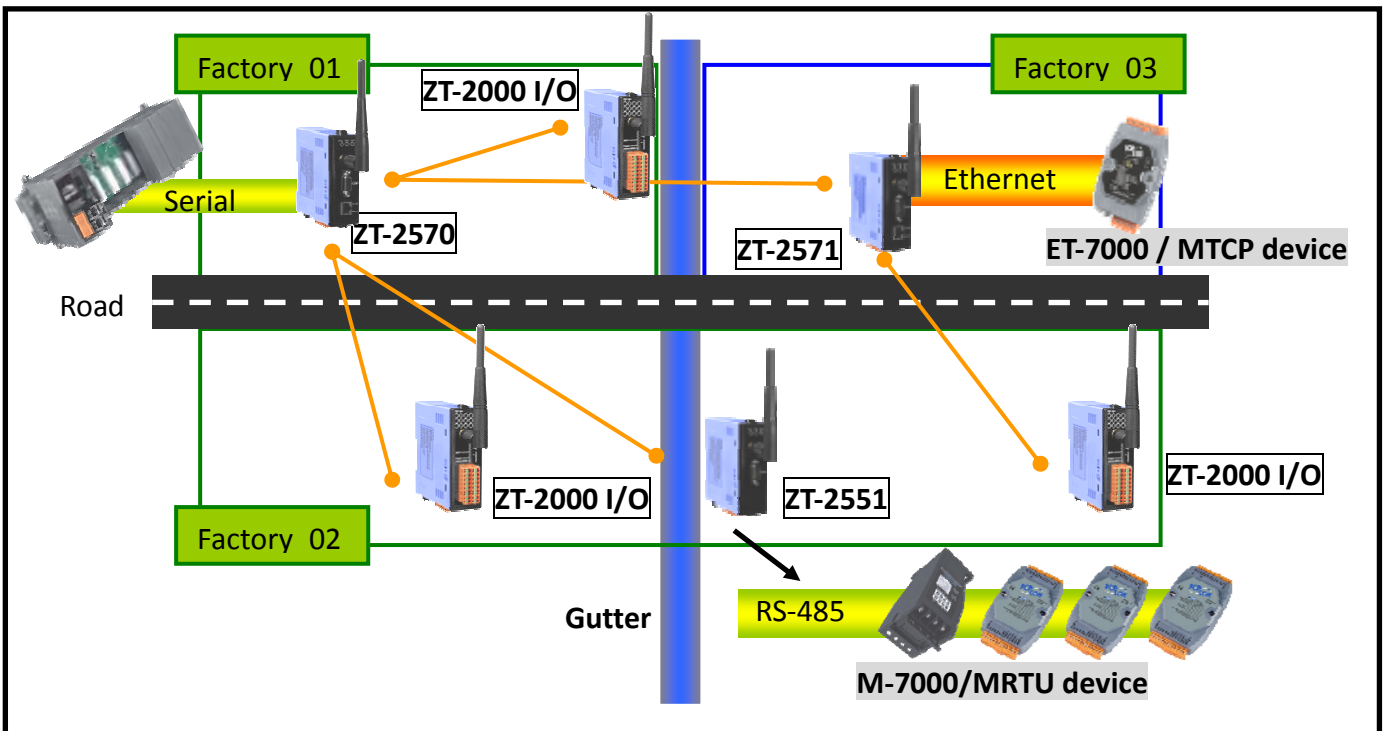 Factory 01
ZT-2000 I/O
Factory 03
Serial
ZT-2570
Ethernet
ZT-2571
ET-7000 / MTCP device
Road
ZT-2000 I/O
ZT-2551
ZT-2000 I/O
Factory 02
Gutter
RS-485
M-7000/MRTU device